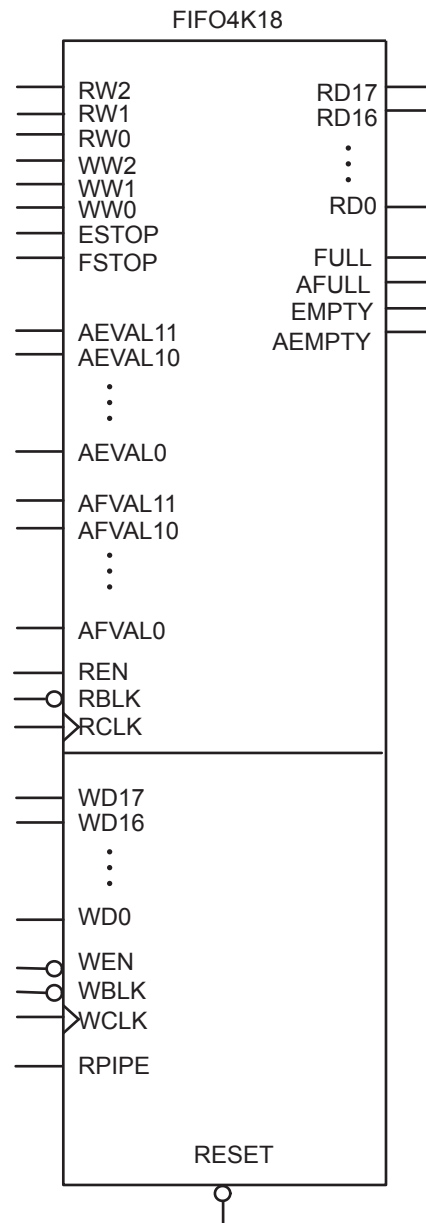 FIFO4K18
RW2
RW1
RW0
WW2
WW1
WW0
ESTOP
FSTOP
AEVAL11
AEVAL10
AEVAL0
AFVAL11
AFVAL10
AFVAL0
REN
RBLK
RCLK
WD17
WD16
WD0
WEN
WBLK
WCLK
RPIPE
RD17
RD16
RD0
FULL
AFULL
EMPTY
AEMPTY
RESET